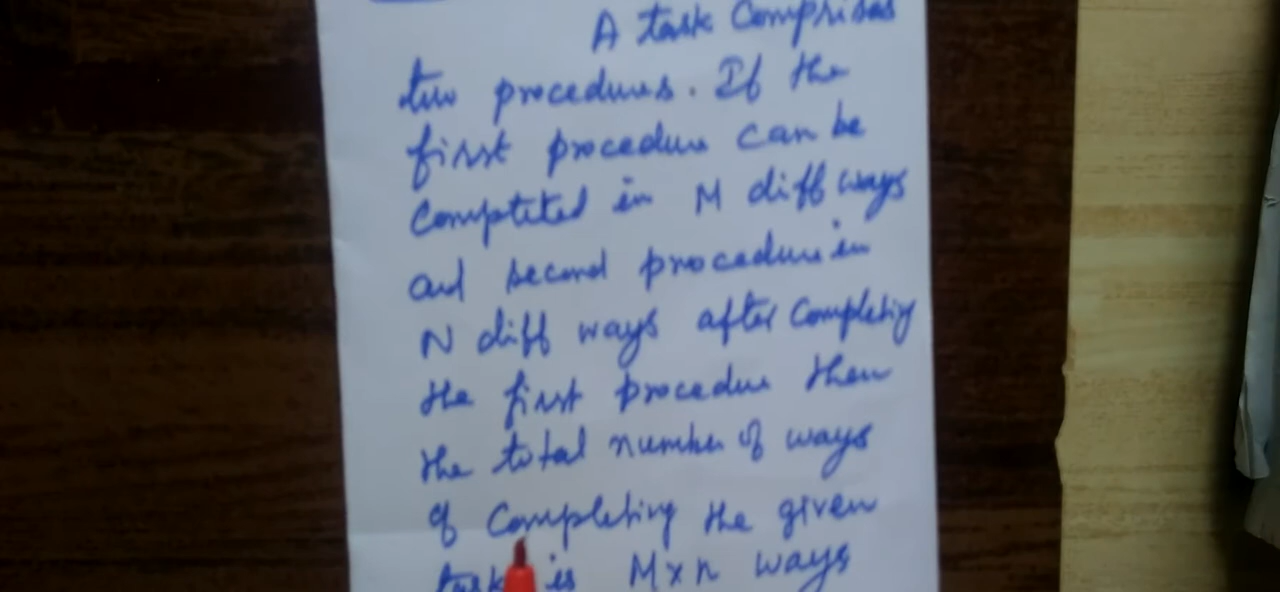 A task Comprises
two procedures. If the
first procedure can be
Completed in M diff ways
and second procedure in
N diff ways after Completing
the first procedure then
the total number of ways
of Completing the given
task is M x n ways